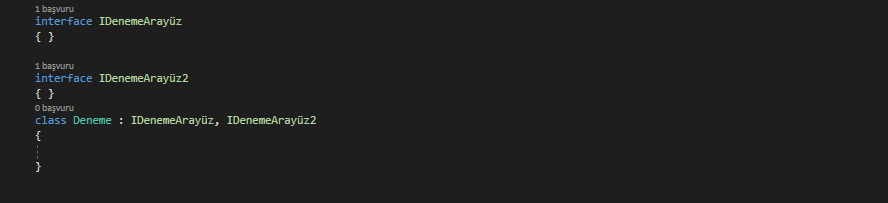 1 başvuru
interface IDenemeArayüz
{ }
1 başvuru
interface IDenemeArayüz2
{ }
0 başvuru
class Deneme : IDenemeArayüz, IDenemeArayüz2
{
}